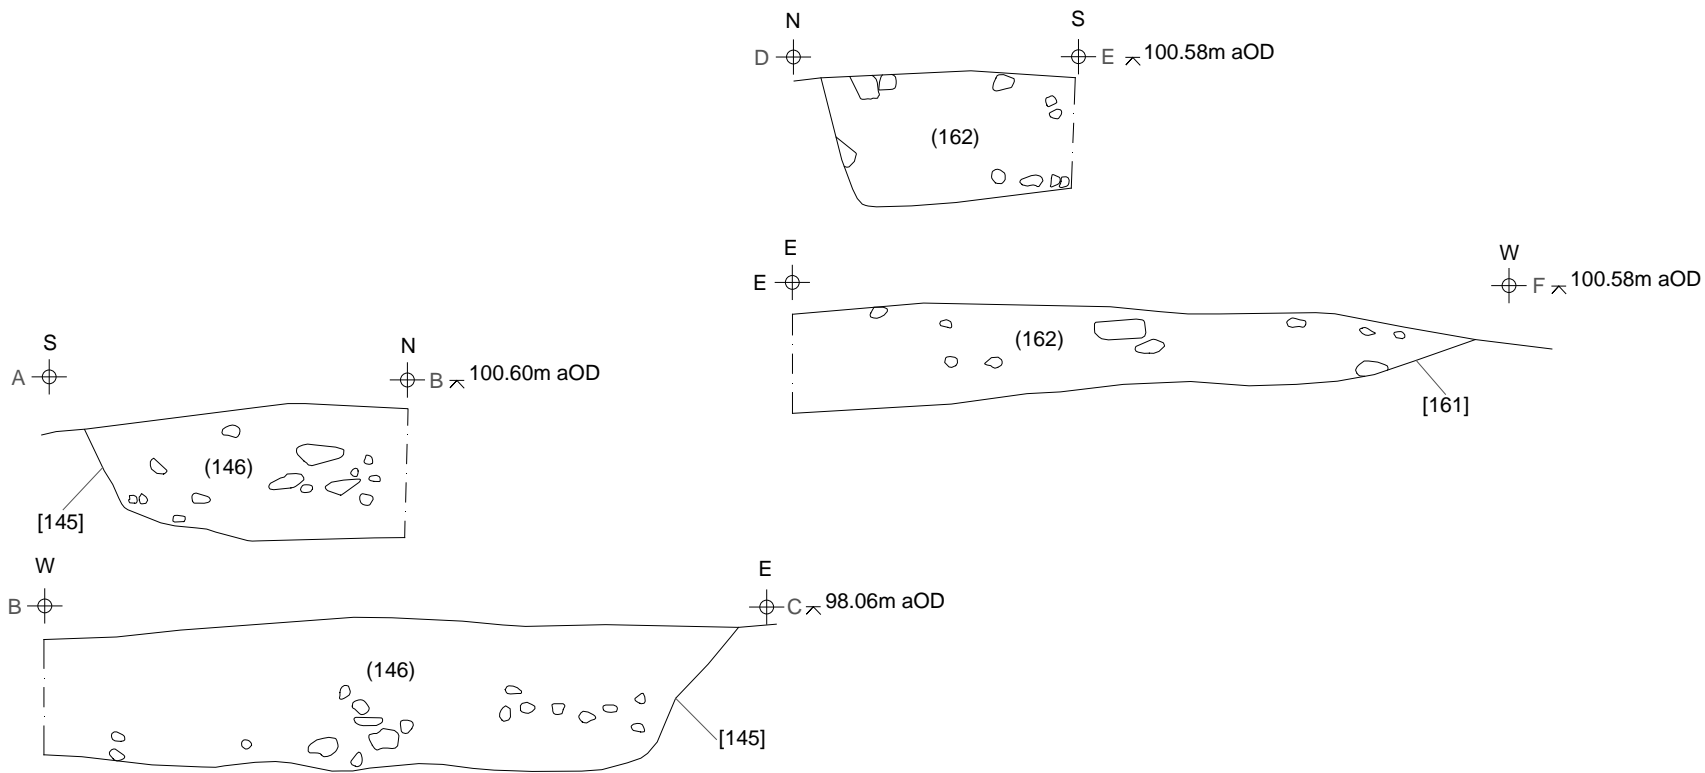 N S
D E 100.58m aOD
(162)
E W
E F 100.58m aOD
(162)
[161]
S N
A B 100.60m aOD
(146)
[145]
W E
B C 98.06m aOD
(146)
[145]